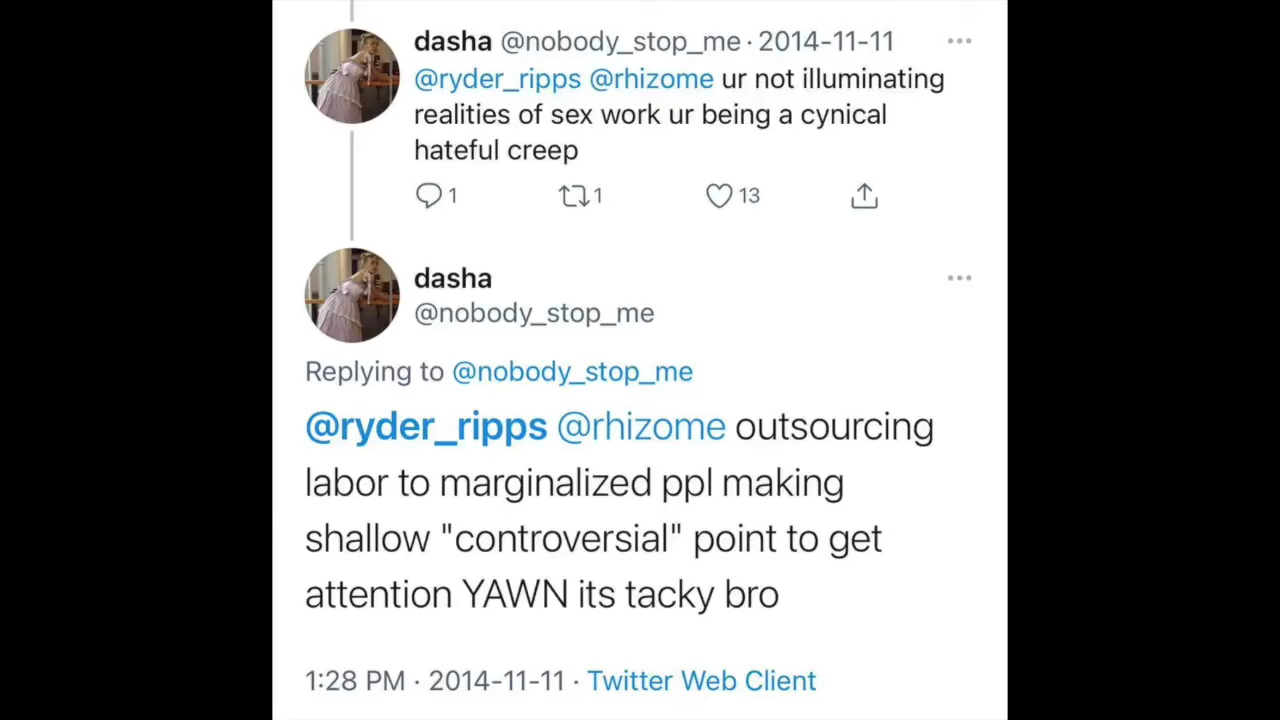 dasha @nobody_stop_me · 2014-11-11
@ryder_ripps @rhizome ur not illuminating
realities of sex work ur being a cynical
hateful creep
1 1 13
dasha
@nobody_stop_me
Replying to @nobody_stop_me
@ryder_ripps @rhizome outsourcing
labor to marginalized ppl making
shallow "controversial" point to get
attention YAWN its tacky bro
1:28 PM · 2014-11-11 · Twitter Web Client